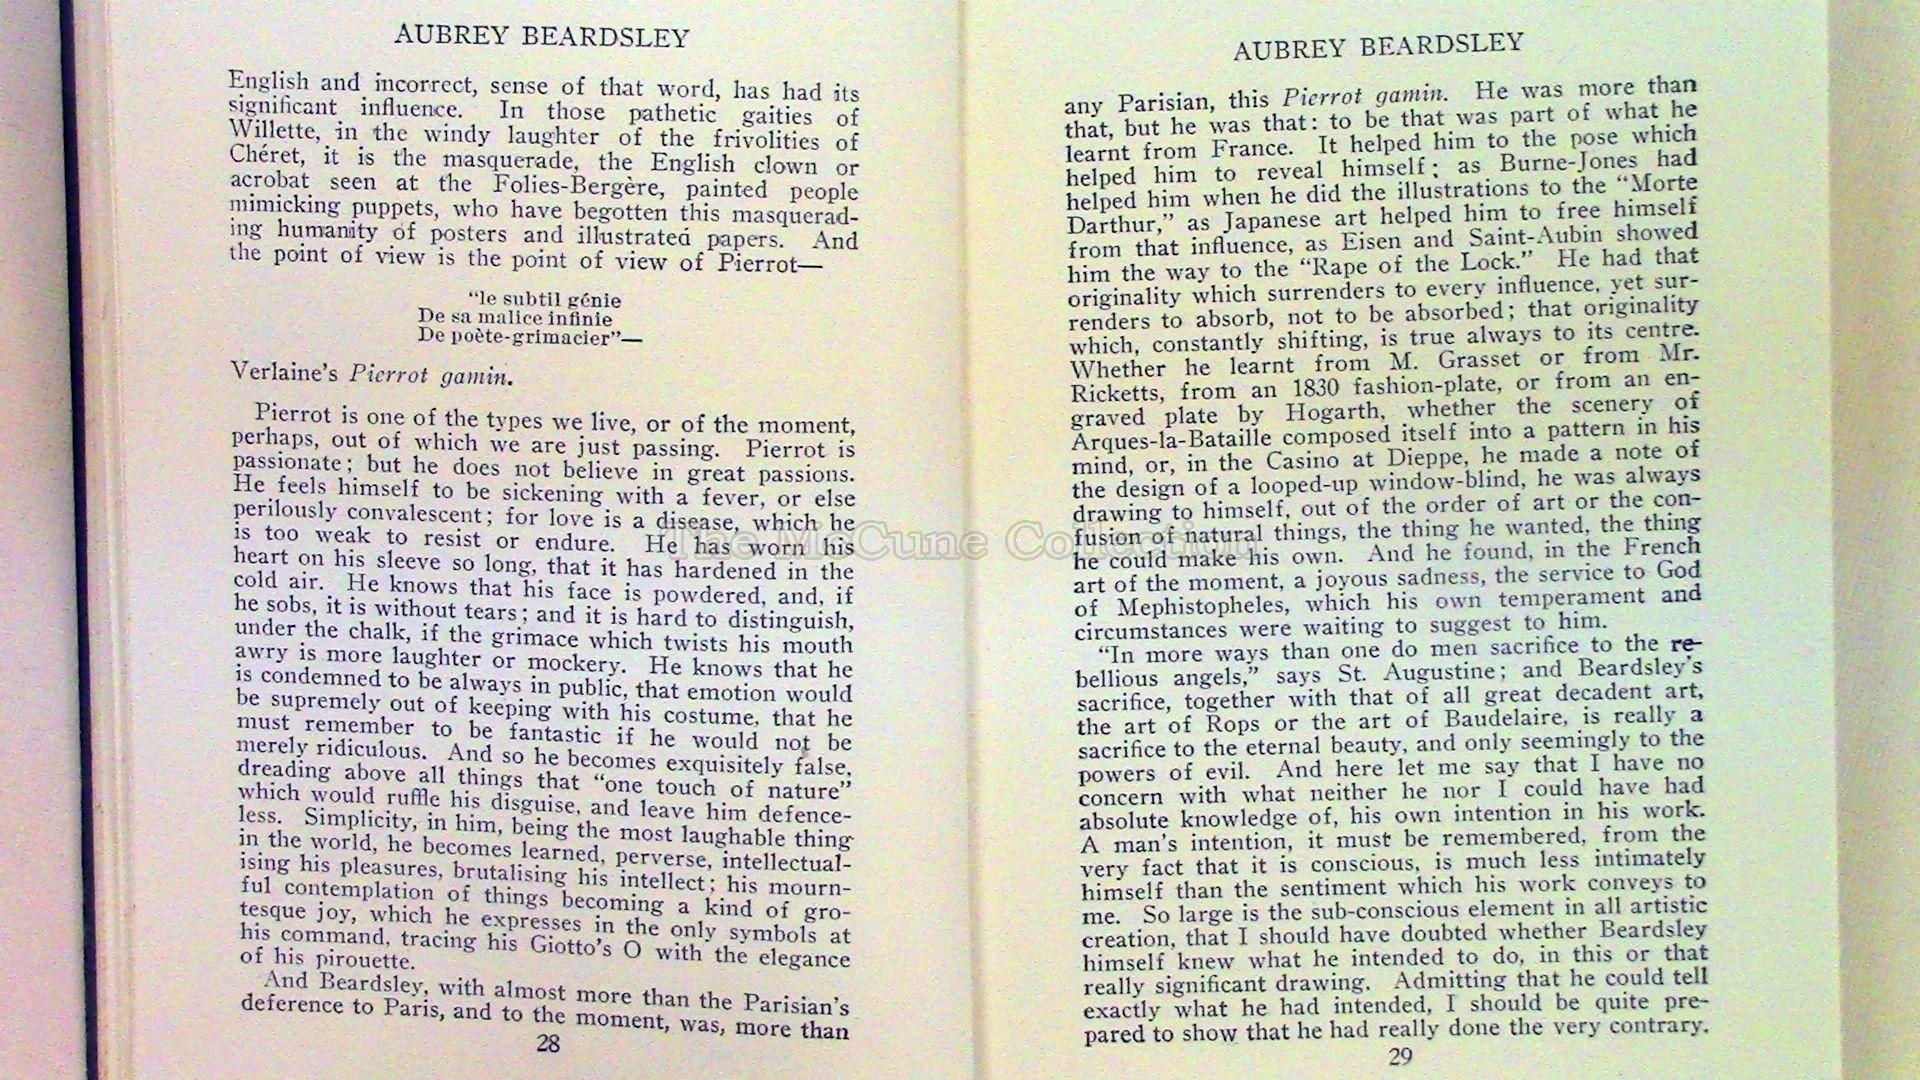 AUBREY BEARDSLEY
English and incorrect, sense of that word, has had its
significant influence. In those pathetic gaities of
Willette, in the windy laughter of the frivolities of
Chéret, it is the masquerade, the English clown or
acrobat seen at the Folies-Bergère, painted people
mimicking puppets, who have begotten this masquerad-
ing humanity of posters and illustrated papers. And
the point of view is the point of view of Pierrot—
"le subtil génie
De sa malice infinie
De poète-grimacier"—
Verlaine's Pierrot gamin.
Pierrot is one of the types we live, or of the moment,
perhaps, out of which we are just passing. Pierrot is
passionate; but he does not believe in great passions.
He feels himself to be sickening with a fever, or else
perilously convalescent; for love is a disease, which he
is too weak to resist or endure. He has worn his
heart on his sleeve so long, that it has hardened in the
cold air. He knows that his face is powdered, and, if
he sobs, it is without tears; and it is hard to distinguish,
under the chalk, if the grimace which twists his mouth
awry is more laughter or mockery. He knows that he
is condemned to be always in public, that emotion would
be supremely out of keeping with his costume, that he
must remember to be fantastic if he would not be
merely ridiculous. And so he becomes exquisitely false,
dreading above all things that "one touch of nature"
which would ruffle his disguise, and leave him defence-
less. Simplicity, in him, being the most laughable thing
in the world, he becomes learned, perverse, intellectual-
ising his pleasures, brutalising his intellect; his mourn-
ful contemplation of things becoming a kind of gro-
tesque joy, which he expresses in the only symbols at
his command, tracing his Giotto's O with the elegance
of his pirouette.
And Beardsley, with almost more than the Parisian's
deference to Paris, and to the moment, was, more than
28
AUBREY BEARDSLEY
any Parisian, this Pierrot gamin. He was more than
that, but he was that: to be that was part of what he
learnt from France. It helped him to the pose which
helped him to reveal himself; as Burne-Jones had
helped him when he did the illustrations to the "Morte
Darthur," as Japanese art helped him to free himself
from that influence, as Eisen and Saint-Aubin showed
him the way to the "Rape of the Lock." He had that
originality which surrenders to every influence, yet sur-
renders to absorb, not to be absorbed; that originality
which, constantly shifting, is true always to its centre.
Whether he learnt from M. Grasset or from Mr.
Ricketts, from an 1830 fashion-plate, or from an en-
graved plate by Hogarth, whether the scenery of
Arques-la-Bataille composed itself into a pattern in his
mind, or, in the Casino at Dieppe, he made a note of
the design of a looped-up window-blind, he was always
drawing to himself, out of the order of art or the con-
fusion of natural things, the thing he wanted, the thing
he could make his own. And he found, in the French
art of the moment, a joyous sadness, the service to God
of Mephistopheles, which his own temperament and
circumstances were waiting to suggest to him.
"In more ways than one do men sacrifice to the re-
bellious angels," says St. Augustine; and Beardsley's
sacrifice, together with that of all great decadent art,
the art of Rops or the art of Baudelaire, is really a
sacrifice to the eternal beauty, and only seemingly to the
powers of evil. And here let me say that I have no
concern with what neither he nor I could have had
absolute knowledge of, his own intention in his work.
A man's intention, it must be remembered, from the
very fact that it is conscious, is much less intimately
himself than the sentiment which his work conveys to
me. So large is the sub-conscious element in all artistic
creation, that I should have doubted whether Beardsley
himself knew what he intended to do, in this or that
really significant drawing. Admitting that he could tell
exactly what he had intended, I should be quite pre-
pared to show that he had really done the very contrary.
29
The McCune Collection